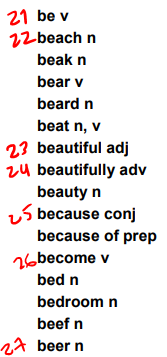 21 be v
22 beach n
beak n
bear v
beard n
beat n, v
23 beautiful adj
24 beautifully adv
beauty n
25 because conj
because of prep
26 become v
bed n
bedroom n
beef n
27 beer n